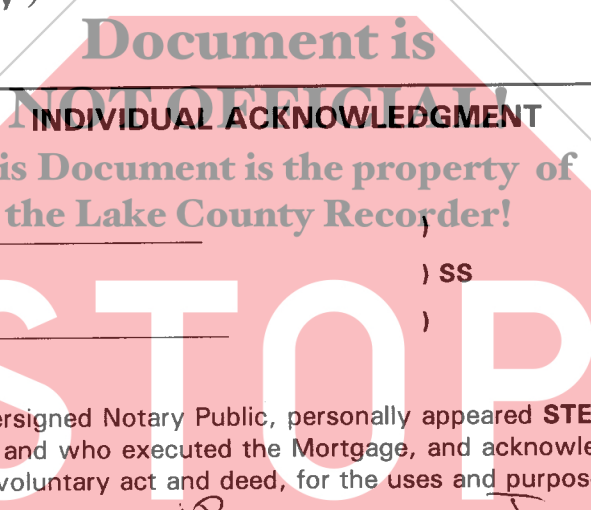 Document is
NOT OFFICIAL!
INDIVIDUAL ACKNOWLEDGMENT
is Document is the property of
the Lake County Recorder!
)
) SS
)
STOP
ersigned Notary Public, personally appeared STE
and who executed the Mortgage, and acknowle
voluntary act and deed, for the uses and purpos